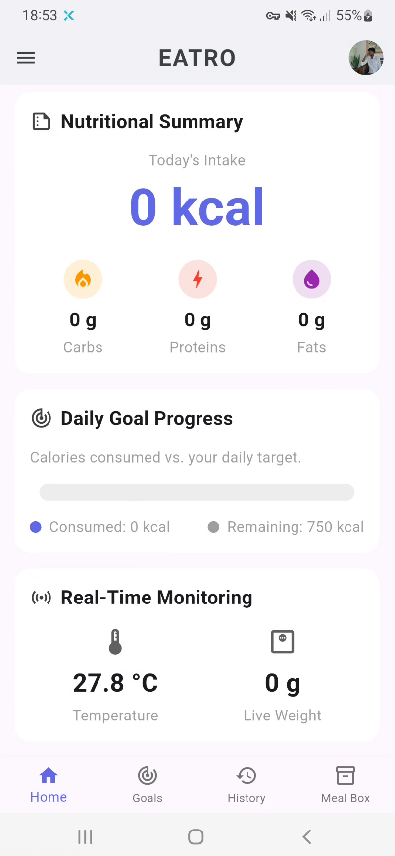 18:53 55%
EATRO
Nutritional Summary
Today's Intake
0 kcal
0 g 0 g 0 g
Carbs Proteins Fats
Daily Goal Progress
Calories consumed vs. your daily target.
Consumed: 0 kcal Remaining: 750 kcal
Real-Time Monitoring
27.8 °C 0 g
Temperature Live Weight
Home Goals History Meal Box